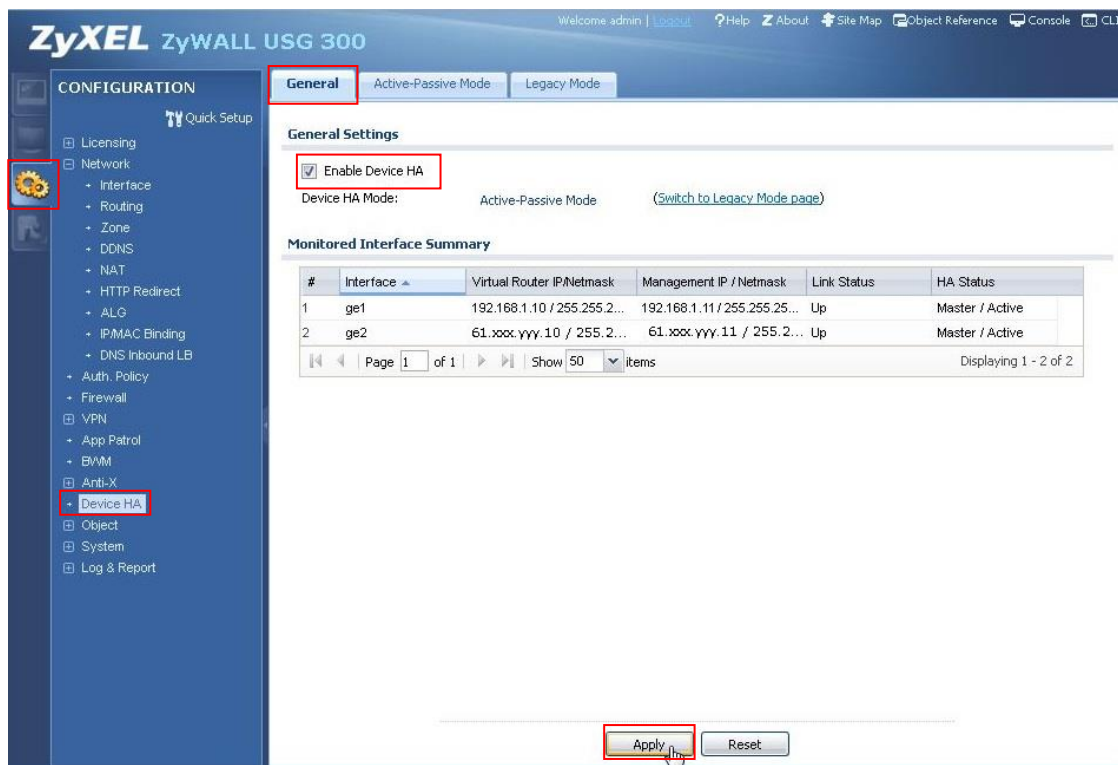 Welcome admin | Logout ?Help Z About Site Map Object Reference Console CLI
ZyXEL ZyWALL USG 300
CONFIGURATION
Quick Setup
Licensing
Network
Interface
Routing
Zone
DDNS
NAT
HTTP Redirect
ALG
IP/MAC Binding
DNS Inbound LB
Auth. Policy
Firewall
VPN
App Patrol
BWM
Anti-X
Device HA
Object
System
Log & Report
General Active-Passive Mode Legacy Mode
General Settings
Enable Device HA
Device HA Mode: Active-Passive Mode (Switch to Legacy Mode page)
Monitored Interface Summary
# Interface Virtual Router IP/Netmask Management IP / Netmask Link Status HA Status
1 ge1 192.168.1.10 / 255.255.2... 192.168.1.11 / 255.255.25... Up Master / Active
2 ge2 61.xxx.yyy.10 / 255.2... 61.xxx.yyy.11 / 255.2... Up Master / Active
Page 1 of 1 Show 50 items Displaying 1 - 2 of 2
Apply Reset